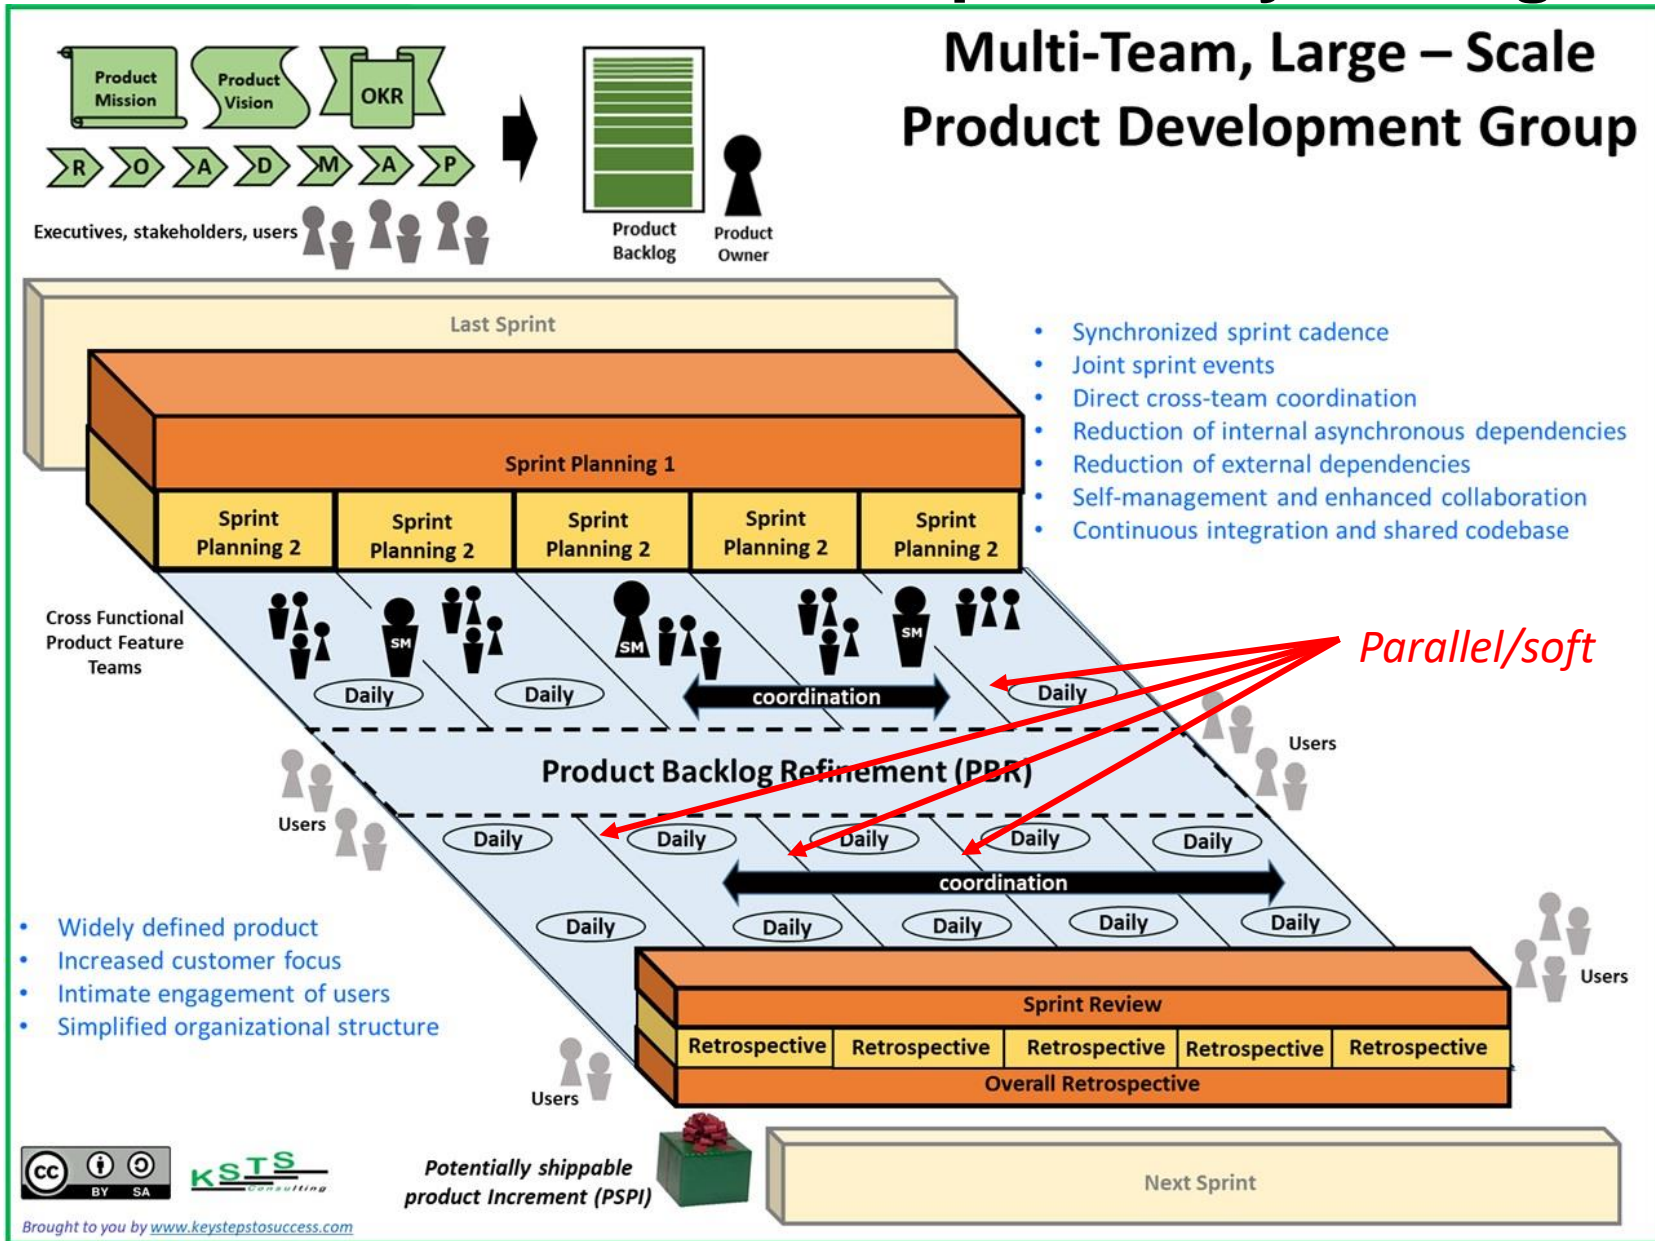 Multi-Team, Large – Scale
Product Development Group
Product
Mission
Product
Vision
OKR
R O A D M A P
Executives, stakeholders, users
Product
Backlog
Product
Owner
Last Sprint
• Synchronized sprint cadence
• Joint sprint events
• Direct cross-team coordination
• Reduction of internal asynchronous dependencies
• Reduction of external dependencies
• Self-management and enhanced collaboration
• Continuous integration and shared codebase
Sprint Planning 1
Sprint
Planning 2
Sprint
Planning 2
Sprint
Planning 2
Sprint
Planning 2
Sprint
Planning 2
Cross Functional
Product Feature
Teams
SM
SM
SM
Parallel/soft
Daily
Daily
coordination
Daily
Users
Product Backlog Refinement (PBR)
Users
Daily
Daily
Daily
Daily
Daily
coordination
Daily
Daily
Daily
Daily
Daily
• Widely defined product
• Increased customer focus
• Intimate engagement of users
• Simplified organizational structure
Users
Sprint Review
Retrospective
Retrospective
Retrospective
Retrospective
Retrospective
Overall Retrospective
Users
Potentially shippable
product Increment (PSPI)
Next Sprint
cc
BY SA
KSTS
Consulting
Brought to you by www.keystepstosuccess.com